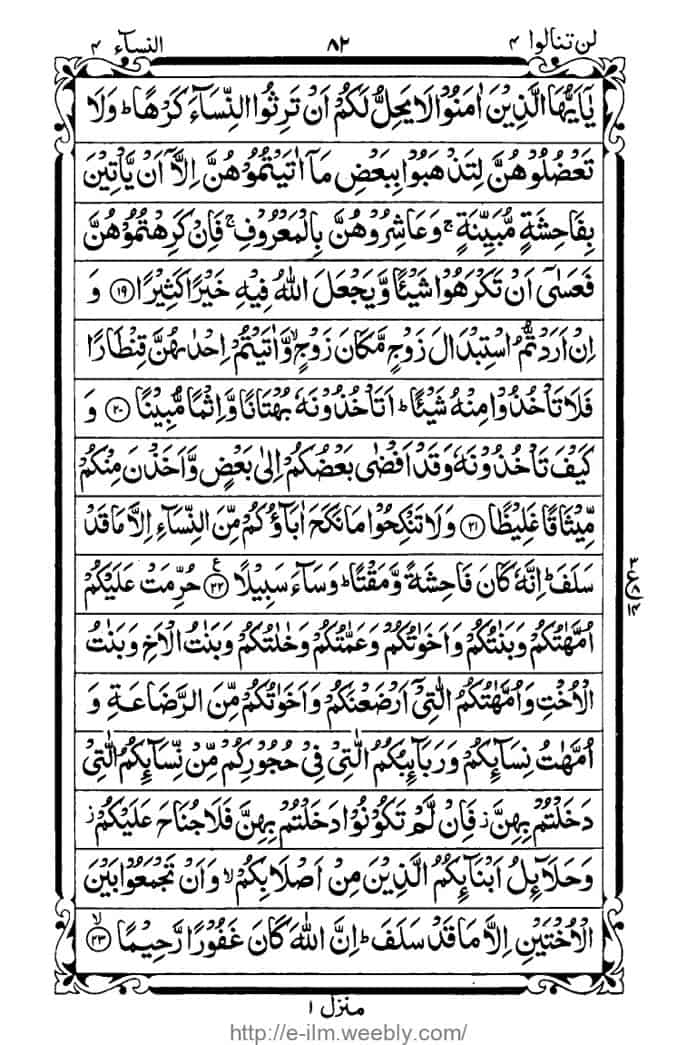 لن تنالوا ۴ ۸۲ النسآء ۴
يٰۤاَيُّهَا الَّذِيْنَ اٰمَنُوْا لَا يَحِلُّ لَكُمْ اَنْ تَرِثُوا النِّسَآءَ كَرْهًا ؕ وَ لَا
تَعْضُلُوْهُنَّ لِتَذْهَبُوْا بِبَعْضِ مَاۤ اٰتَيْتُمُوْهُنَّ اِلَّاۤ اَنْ يَّاْتِيْنَ
بِفَاحِشَةٍ مُّبَيِّنَةٍ ۚ وَ عَاشِرُوْهُنَّ بِالْمَعْرُوْفِ ۚ فَاِنْ كَرِهْتُمُوْهُنَّ
فَعَسٰۤى اَنْ تَكْرَهُوْا شَيْئًا وَّ يَجْعَلَ اللّٰهُ فِيْهِ خَيْرًا كَثِيْرًا ۝۱۹ وَ
اِنْ اَرَدْتُّمُ اسْتِبْدَالَ زَوْجٍ مَّكَانَ زَوْجٍ ۙ وَّ اٰتَيْتُمْ اِحْدٰىهُنَّ قِنْطَارًا
فَلَا تَاْخُذُوْا مِنْهُ شَيْئًا ؕ اَتَاْخُذُوْنَهٗ بُهْتَانًا وَّ اِثْمًا مُّبِيْنًا ۝۲۰ وَ
كَيْفَ تَاْخُذُوْنَهٗ وَ قَدْ اَفْضٰى بَعْضُكُمْ اِلٰى بَعْضٍ وَّ اَخَذْنَ مِنْكُمْ
مِّيْثَاقًا غَلِيْظًا ۝۲۱ وَ لَا تَنْكِحُوْا مَا نَكَحَ اٰبَآؤُكُمْ مِّنَ النِّسَآءِ اِلَّا مَا قَدْ
سَلَفَ ؕ اِنَّهٗ كَانَ فَاحِشَةً وَّ مَقْتًا ؕ وَ سَآءَ سَبِيْلًا ۝۲۲ ع حُرِّمَتْ عَلَيْكُمْ
۳ ع ۸ ۱۴
اُمَّهٰتُكُمْ وَ بَنٰتُكُمْ وَ اَخَوٰتُكُمْ وَ عَمّٰتُكُمْ وَ خٰلٰتُكُمْ وَ بَنٰتُ الْاَخِ وَ بَنٰتُ
الْاُخْتِ وَ اُمَّهٰتُكُمُ الّٰتِيْۤ اَرْضَعْنَكُمْ وَ اَخَوٰتُكُمْ مِّنَ الرَّضَاعَةِ وَ
اُمَّهٰتُ نِسَآئِكُمْ وَ رَبَآئِبُكُمُ الّٰتِيْ فِيْ حُجُوْرِكُمْ مِّنْ نِّسَآئِكُمُ الّٰتِيْ
دَخَلْتُمْ بِهِنَّ ؗ فَاِنْ لَّمْ تَكُوْنُوْا دَخَلْتُمْ بِهِنَّ فَلَا جُنَاحَ عَلَيْكُمْ ؗ
وَ حَلَآئِلُ اَبْنَآئِكُمُ الَّذِيْنَ مِنْ اَصْلَابِكُمْ ۙ وَ اَنْ تَجْمَعُوْا بَيْنَ
الْاُخْتَيْنِ اِلَّا مَا قَدْ سَلَفَ ؕ اِنَّ اللّٰهَ كَانَ غَفُوْرًا رَّحِيْمًا ۝۲۳ ۙ
منزل ۱
http://e-ilm.weebly.com/